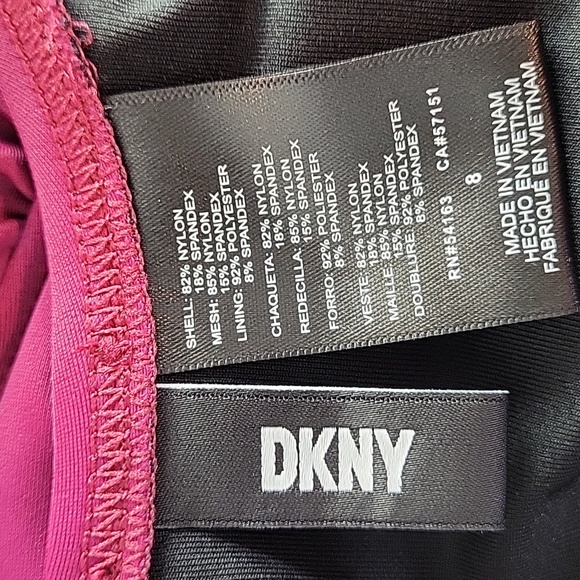 SHELL: 82% NYLON
18% SPANDEX
MESH: 85% NYLON
15% SPANDEX
LINING: 92% POLYESTER
8% SPANDEX
CHAQUETA: 82% NYLON
18% SPANDEX
REDECILLA: 85% NYLON
15% SPANDEX
FORRO: 92% POLIESTER
8% SPANDEX
VESTE: 82% NYLON
18% SPANDEX
MAILLE: 85% NYLON
15% SPANDEX
DOUBLURE: 92% POLYESTER
8% SPANDEX
RN#54163 CA#57151
8
MADE IN VIETNAM
HECHO EN VIETNAM
FABRIQUÉ EN VIETNAM
DKNY